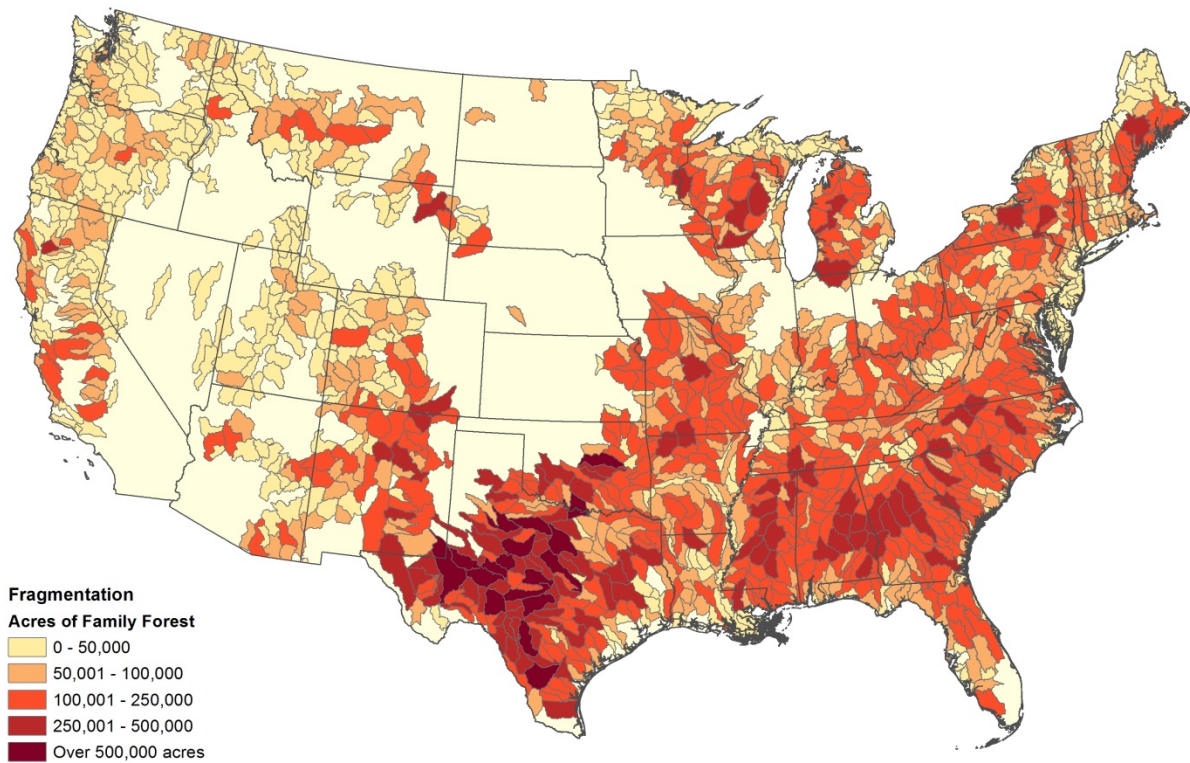 Fragmentation
Acres of Family Forest
0 - 50,000
50,001 - 100,000
100,001 - 250,000
250,001 - 500,000
Over 500,000 acres